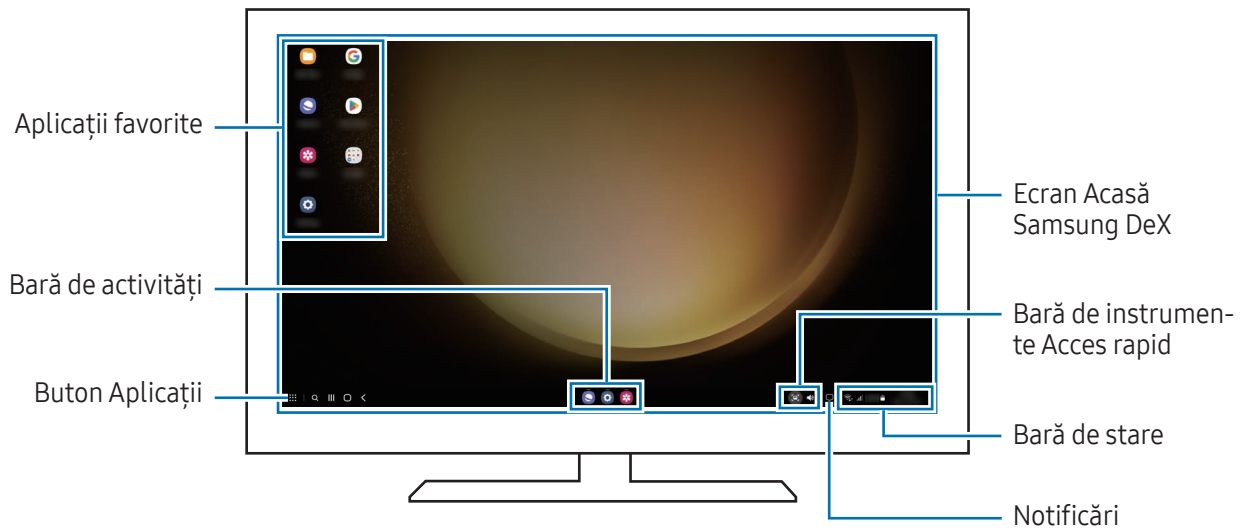 Aplicații favorite
Bară de activități
Buton Aplicații
Ecran Acasă
Samsung DeX
Bară de instrumen-
te Acces rapid
Bară de stare
Notificări